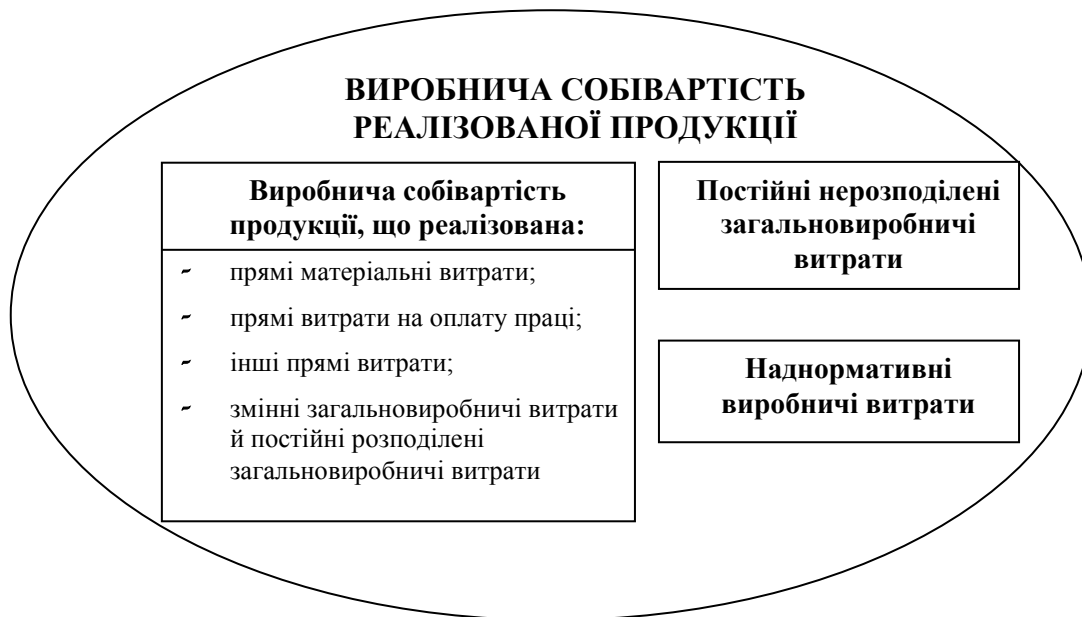 ВИРОБНИЧА СОБІВАРТІСТЬ
РЕАЛІЗОВАНОЇ ПРОДУКЦІЇ
Виробнича собівартість
продукції, що реалізована:
- прямі матеріальні витрати;
- прямі витрати на оплату праці;
- інші прямі витрати;
- змінні загальновиробничі витрати
й постійні розподілені
загальновиробничі витрати
Постійні нерозподілені
загальновиробничі
витрати
Наднормативні
виробничі витрати